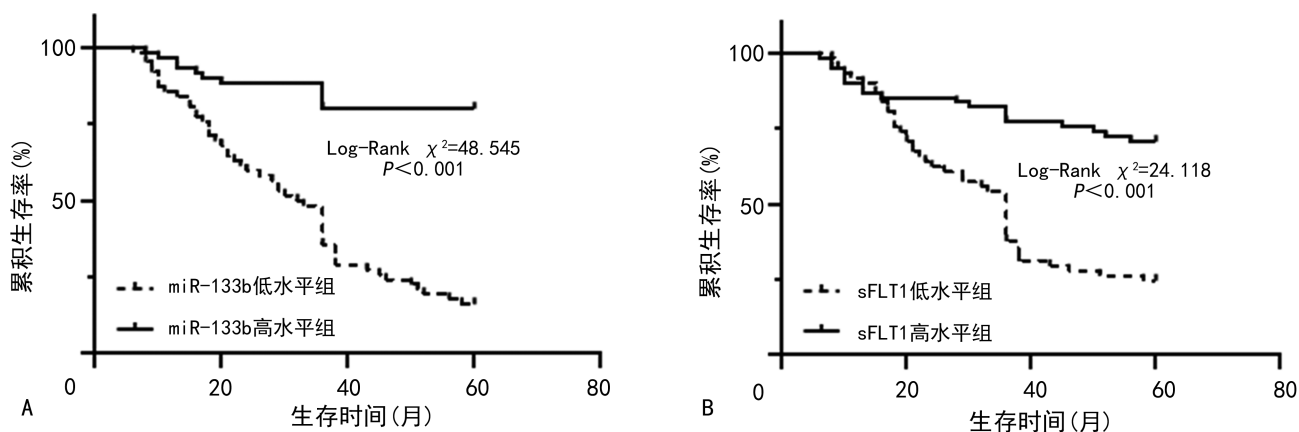 100
50
0
20
40
60
80
累积生存率(%)
生存时间(月)
Log-Rank χ²=48.545
P<0.001
miR-133b低水平组
miR-133b高水平组
A
100
50
0
20
40
60
80
累积生存率(%)
生存时间(月)
Log-Rank χ²=24.118
P<0.001
sFLT1低水平组
sFLT1高水平组
B